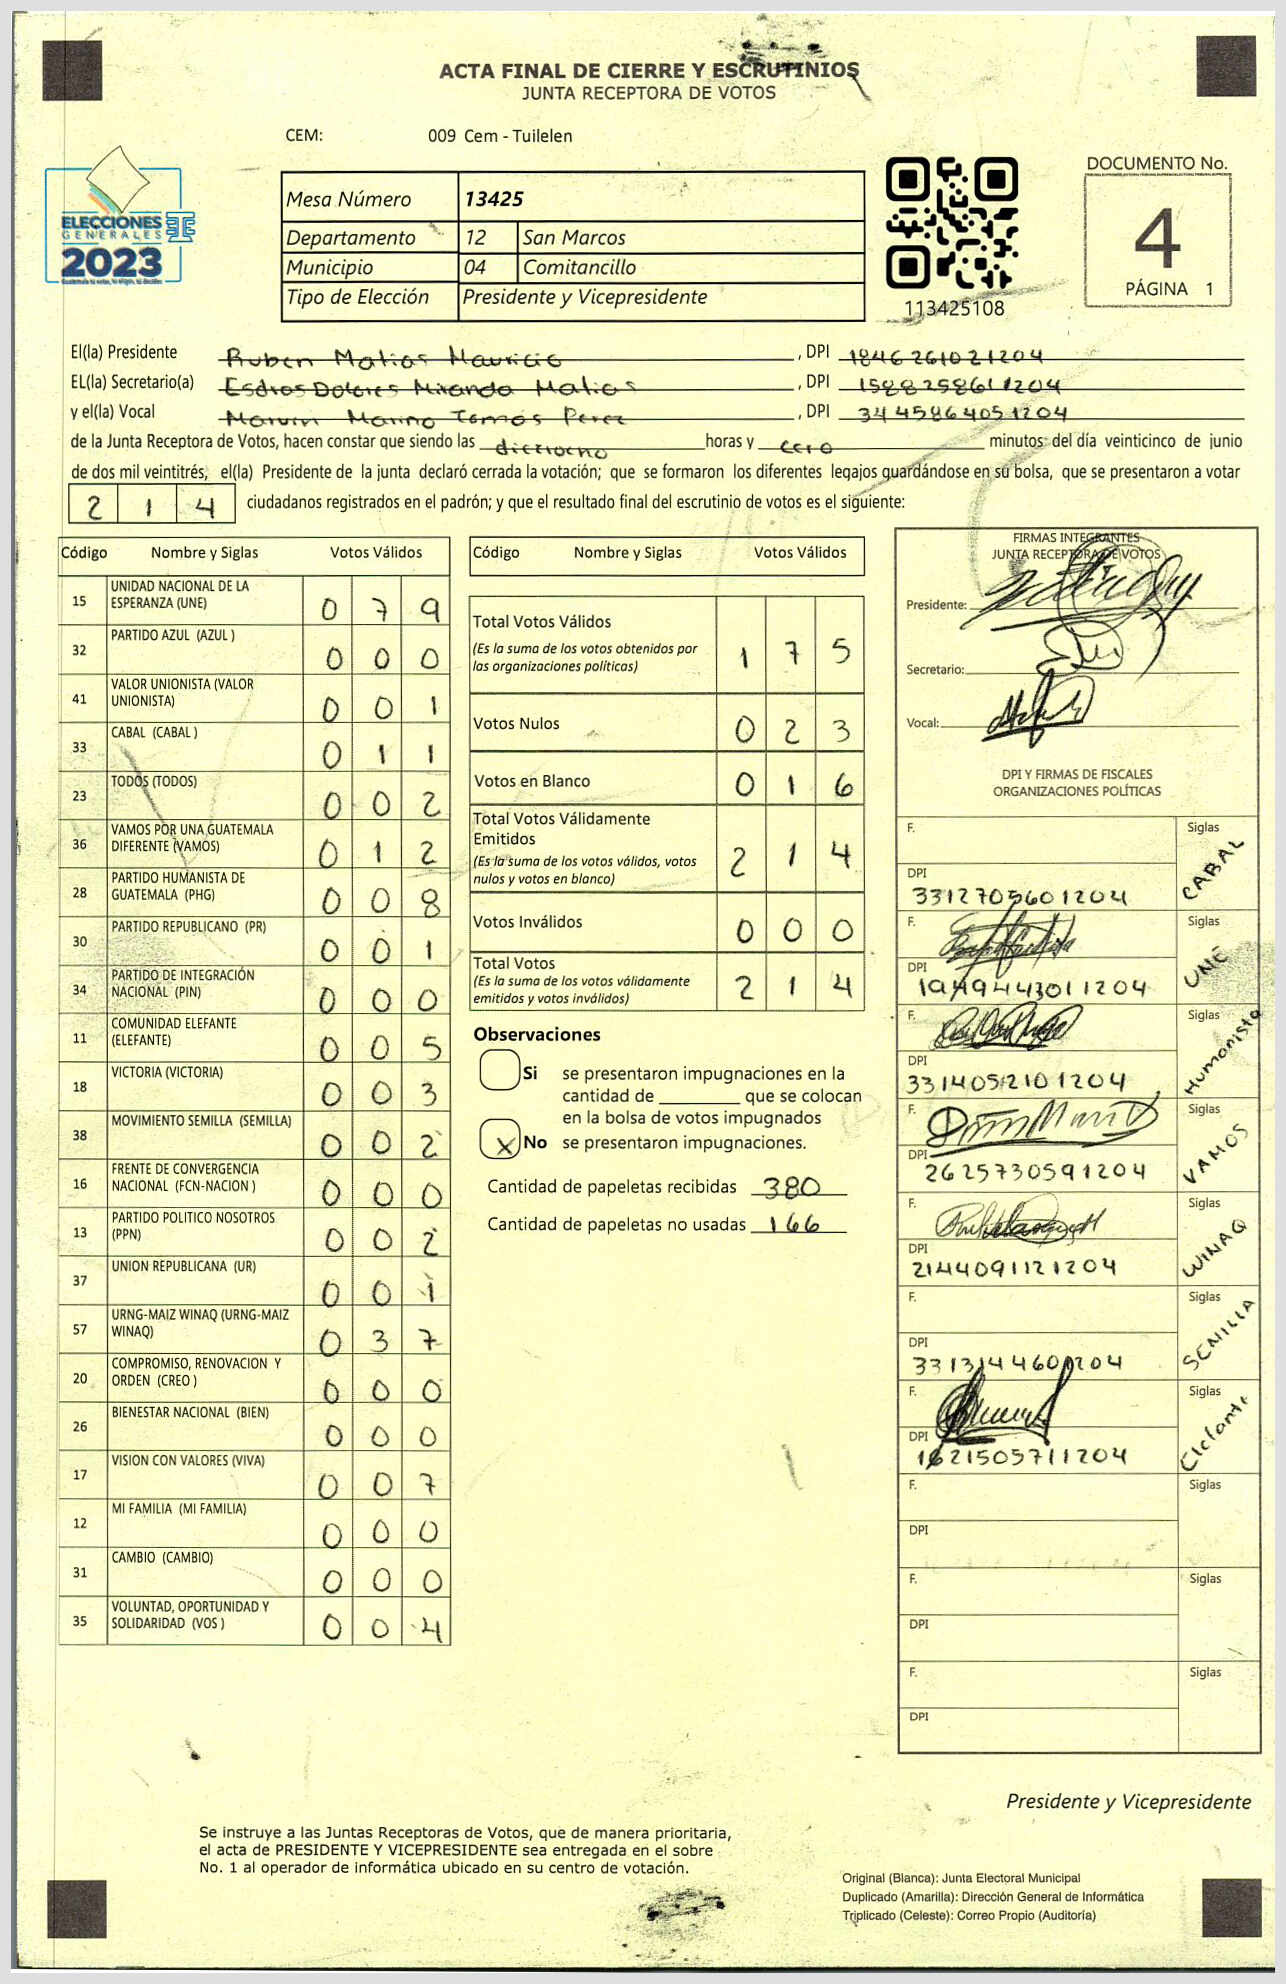 ACTA FINAL DE CIERRE Y ESCRUTINIOS
JUNTA RECEPTORA DE VOTOS
CEM: 009 Cem - Tuilelen
ELECCIONES
GENERALES
2023
Mesa Número 13425
Departamento 12 San Marcos
Municipio 04 Comitancillo
Tipo de Elección Presidente y Vicepresidente
113425108
DOCUMENTO No.
4
PÁGINA 1
El(la) Presidente Ruben Matias Mauricio , DPI 1846261021204
EL(la) Secretario(a) Esdras Dolores Miranda Matias , DPI 1588258611204
y el(la) Vocal Marvin Marino Tomás Perez , DPI 3445864051204
de la Junta Receptora de Votos, hacen constar que siendo las dieciocho horas y cero minutos del día veinticinco de junio
de dos mil veintitrés, el(la) Presidente de la junta declaró cerrada la votación; que se formaron los diferentes legajos guardándose en su bolsa, que se presentaron a votar
2 1 4 ciudadanos registrados en el padrón; y que el resultado final del escrutinio de votos es el siguiente:
Código Nombre y Siglas Votos Válidos
15 UNIDAD NACIONAL DE LA ESPERANZA (UNE) 0 7 9
32 PARTIDO AZUL (AZUL ) 0 0 0
41 VALOR UNIONISTA (VALOR UNIONISTA) 0 0 1
33 CABAL (CABAL ) 0 1 1
23 TODOS (TODOS) 0 0 2
36 VAMOS POR UNA GUATEMALA DIFERENTE (VAMOS) 0 1 2
28 PARTIDO HUMANISTA DE GUATEMALA (PHG) 0 0 8
30 PARTIDO REPUBLICANO (PR) 0 0 1
34 PARTIDO DE INTEGRACIÓN NACIONAL (PIN) 0 0 0
11 COMUNIDAD ELEFANTE (ELEFANTE) 0 0 5
18 VICTORIA (VICTORIA) 0 0 3
38 MOVIMIENTO SEMILLA (SEMILLA) 0 0 2
16 FRENTE DE CONVERGENCIA NACIONAL (FCN-NACION ) 0 0 0
13 PARTIDO POLITICO NOSOTROS (PPN) 0 0 2
37 UNION REPUBLICANA (UR) 0 0 1
57 URNG-MAIZ WINAQ (URNG-MAIZ WINAQ) 0 3 7
20 COMPROMISO, RENOVACION Y ORDEN (CREO ) 0 0 0
26 BIENESTAR NACIONAL (BIEN) 0 0 0
17 VISION CON VALORES (VIVA) 0 0 7
12 MI FAMILIA (MI FAMILIA) 0 0 0
31 CAMBIO (CAMBIO) 0 0 0
35 VOLUNTAD, OPORTUNIDAD Y SOLIDARIDAD (VOS ) 0 0 4
Código Nombre y Siglas Votos Válidos
Total Votos Válidos
(Es la suma de los votos obtenidos por
las organizaciones políticas) 1 7 5
Votos Nulos 0 2 3
Votos en Blanco 0 1 6
Total Votos Válidamente
Emitidos
(Es la suma de los votos válidos, votos
nulos y votos en blanco) 2 1 4
Votos Inválidos 0 0 0
Total Votos
(Es la suma de los votos válidamente
emitidos y votos inválidos) 2 1 4
Observaciones
Si se presentaron impugnaciones en la
cantidad de ________ que se colocan
en la bolsa de votos impugnados
X No se presentaron impugnaciones.
Cantidad de papeletas recibidas 380
Cantidad de papeletas no usadas 166
FIRMAS INTEGRANTES
JUNTA RECEPTORA DE VOTOS
Presidente:
Secretario:
Vocal:
DPI Y FIRMAS DE FISCALES
ORGANIZACIONES POLÍTICAS
F. Siglas
DPI CABAL
3312705601204
F. Siglas
DPI UNE
F. Siglas
DPI Humanista
3314052101204
F. Siglas
DPI VAMOS
2625730591204
F. Siglas
DPI WINAQ
2144091121204
F. Siglas
DPI SEMILLA
F. Siglas
DPI Elefante
1621505711204
F. Siglas
DPI
F. Siglas
DPI
F. Siglas
DPI
Presidente y Vicepresidente
Se instruye a las Juntas Receptoras de Votos, que de manera prioritaria,
el acta de PRESIDENTE Y VICEPRESIDENTE sea entregada en el sobre
No. 1 al operador de informática ubicado en su centro de votación.
Original (Blanca): Junta Electoral Municipal
Duplicado (Amarilla): Dirección General de Informática
Triplicado (Celeste): Correo Propio (Auditoría)